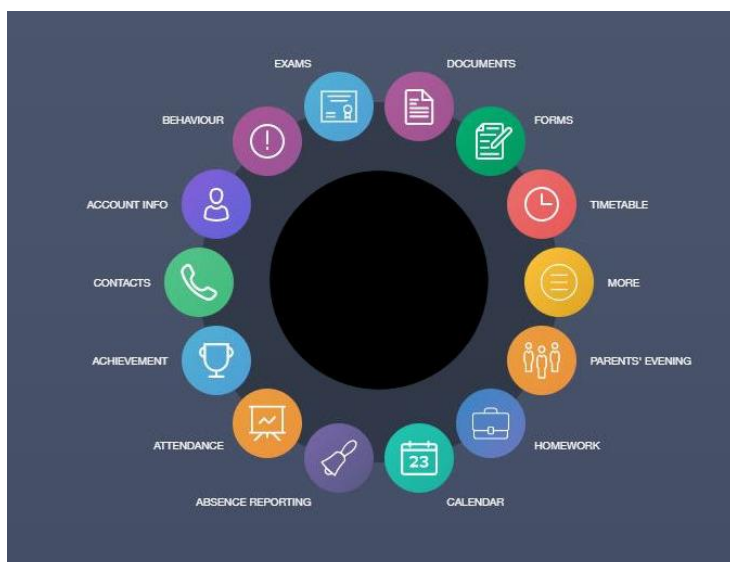 EXAMS
DOCUMENTS
BEHAVIOUR
FORMS
ACCOUNT INFO
TIMETABLE
CONTACTS
MORE
ACHIEVEMENT
PARENTS' EVENING
ATTENDANCE
HOMEWORK
23
ABSENCE REPORTING
CALENDAR